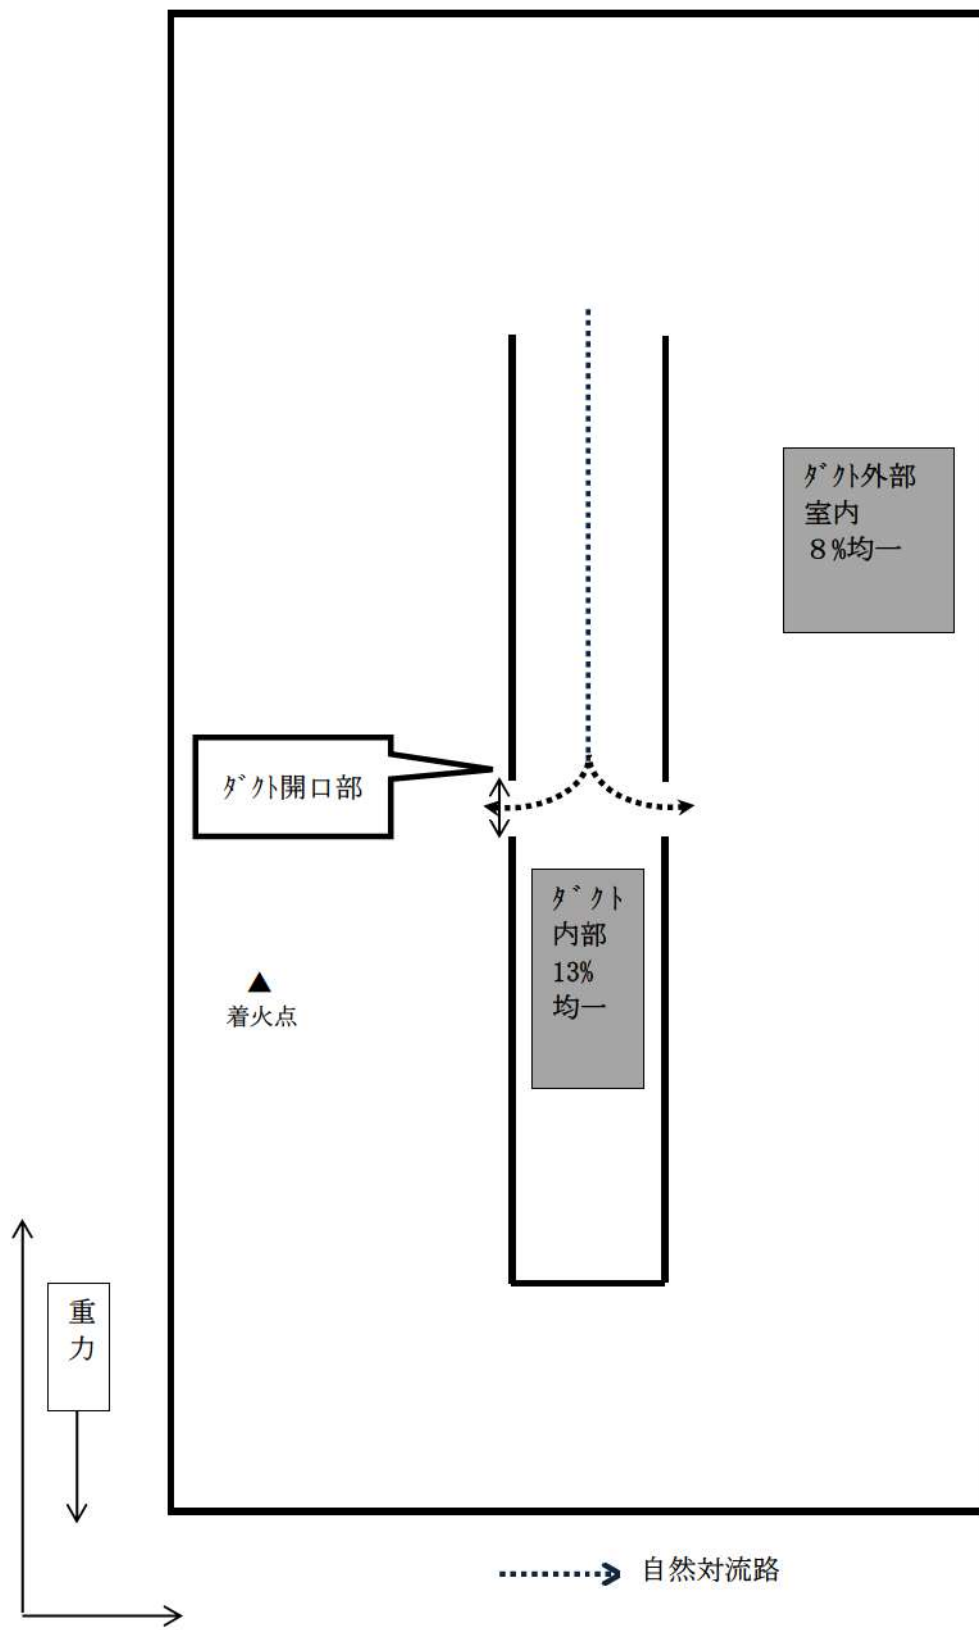 ﾀﾞｸﾄ外部
室内
８%均一
ﾀﾞｸﾄ開口部
ﾀﾞｸﾄ
内部
13%
均一
▲
着火点
重
力
自然対流路